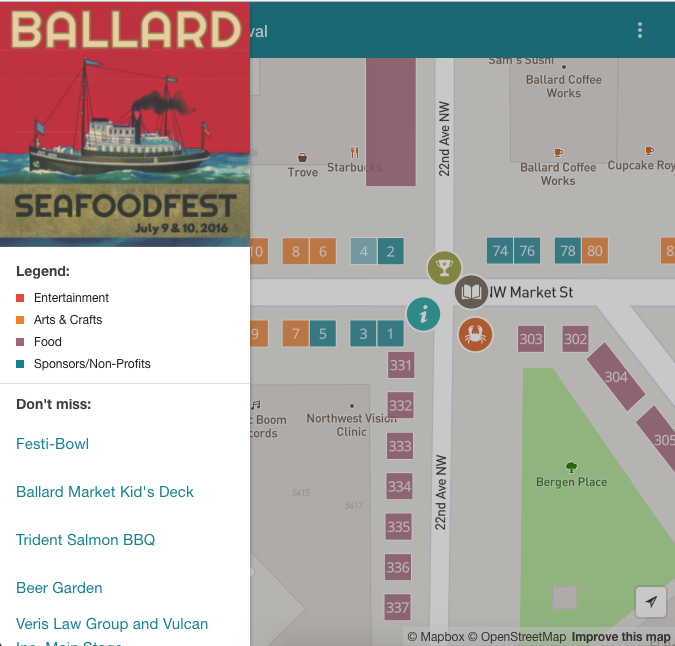 BALLARD
SEAFOODFEST
July 9 & 10, 2016
Legend:
Entertainment
Arts & Crafts
Food
Sponsors/Non-Profits
Don't miss:
Festi-Bowl
Ballard Market Kid's Deck
Trident Salmon BBQ
Beer Garden
Veris Law Group and Vulcan
Inc. Main Stage
val
Sam's Sushi
Ballard Coffee
Works
22nd Ave NW
Trove
Starbucks
Ballard Coffee
Works
Cupcake Roy
10
8
6
4
2
74
76
78
80
8
NW Market St
i
9
7
5
3
1
303
302
331
304
332
Boom
cords
Northwest Vision
Clinic
305
333
22nd Ave NW
Bergen Place
334
5415
5617
335
336
337
© Mapbox © OpenStreetMap Improve this map